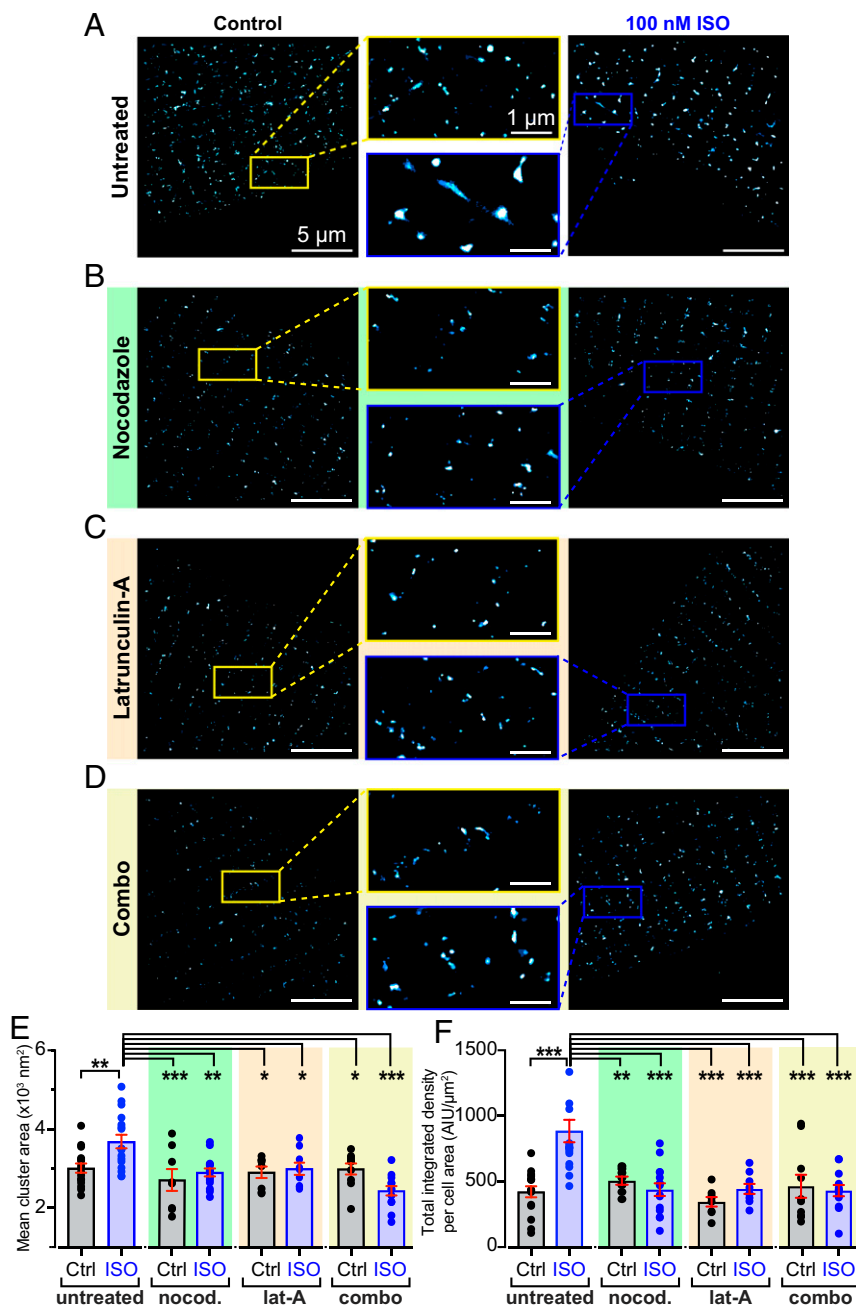 A
Control
100 nM ISO
Untreated
1 µm
5 µm
B
Nocodazole
C
Latrunculin-A
D
Combo
E
Mean cluster area (x10³ nm²)
6
4
2
**
***
**
*
*
*
***
Ctrl ISO Ctrl ISO Ctrl ISO Ctrl ISO
untreated nocod. lat-A combo
F
Total integrated density
per cell area (AIU/µm²)
1500
1000
500
0
***
**
***
***
***
***
***
Ctrl ISO Ctrl ISO Ctrl ISO Ctrl ISO
untreated nocod. lat-A combo